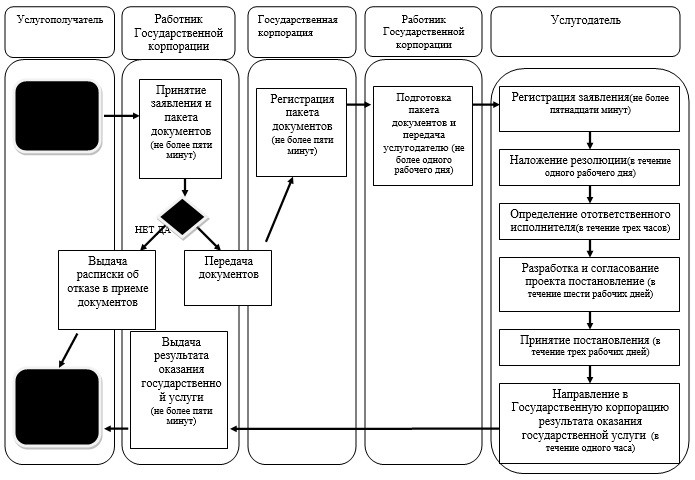 Услугополучатель
Работник
Государственной
корпорации
Государственная
корпорация
Работник
Государственной
корпорации
Услугодатель
Принятие
заявления и
пакета
документов
(не более пяти
минут)
НЕТ ДА
Выдача
расписки об
отказе в приеме
документов
Передача
документов
Регистрация
пакета
документов
(не более пяти
минут)
Подготовка
пакета
документов и
передача
услугодателю (не
более одного
рабочего дня)
Регистрация заявления(не более
пятнадцати минут)
Наложение резолюции(в течение
одного рабочего дня)
Определение отответственного
исполнителя(в течение трех часов)
Разработка и согласование
проекта постановление (в
течение шести рабочих дней)
Принятие постановления (в
течение трех рабочих дней)
Направление в
Государственную корпорацию
результата оказания
государственной услуги (в
течение одного часа)
Выдача
результата
оказания
государственно
й услуги
(не более пяти
минут)